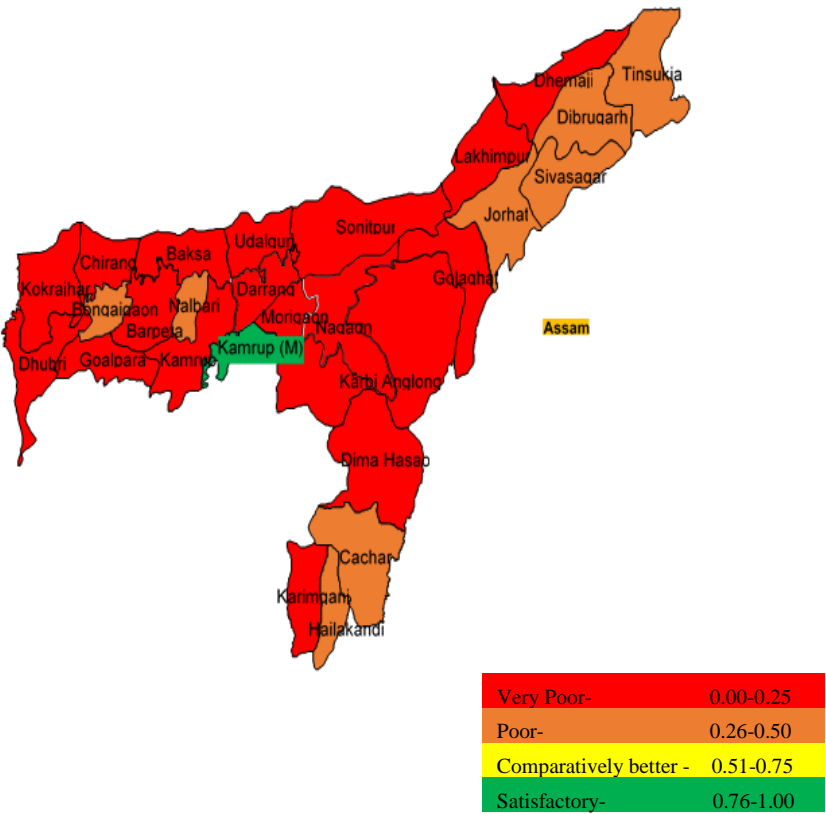 Tinsukia
Dhemaji
Dibrugarh
Lakhimpur
Sivasagar
Jorhat
Sonitpur
Udalguri
Baksa
Chirang
Golaghat
Kokrajhar
Darrang
Bongaigaon
Nalbari
Morigaon
Nagaon
Assam
Barpeta
Kamrup (M)
Dhubri
Goalpara
Kamrup
Karbi Anglong
Dima Hasao
Cachar
Karimganj
Hailakandi
Very Poor- 0.00-0.25
Poor- 0.26-0.50
Comparatively better - 0.51-0.75
Satisfactory- 0.76-1.00